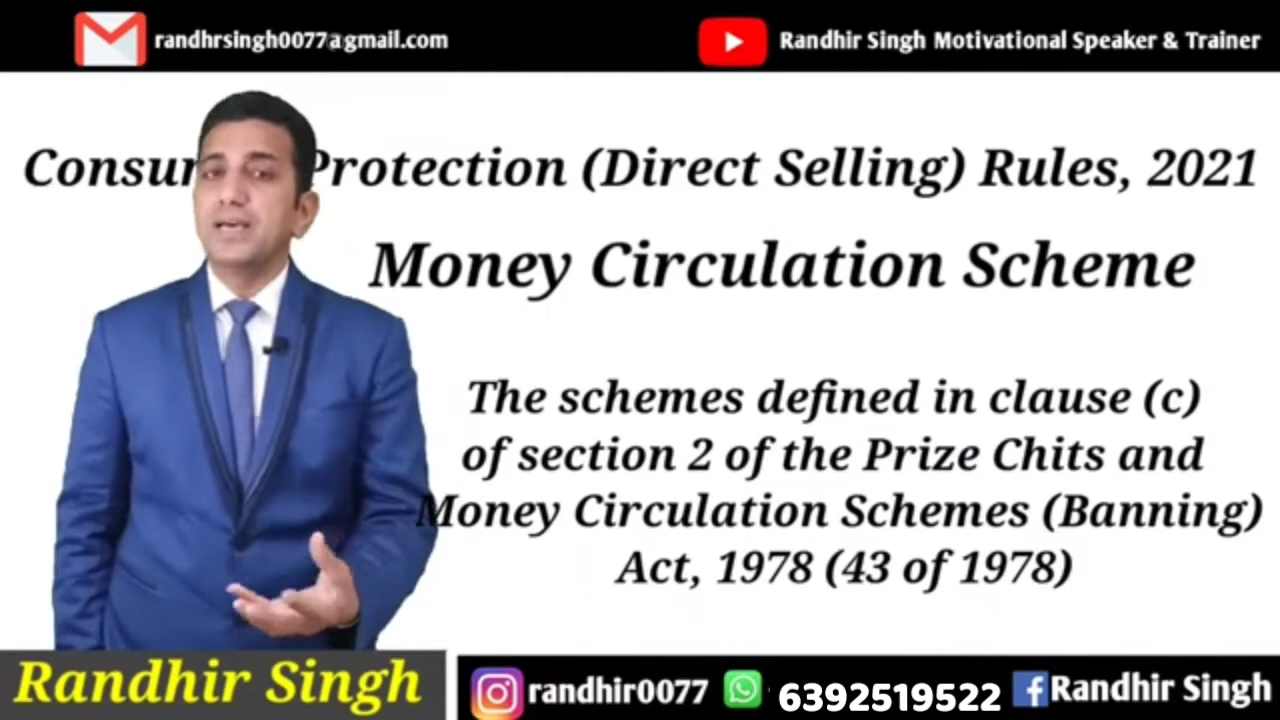 randhrsingh0077@gmail.com
Randhir Singh Motivational Speaker & Trainer
Protection (Direct Selling) Rules, 2021
Money Circulation Scheme
The schemes defined in clause (c)
of section 2 of the Prize Chits and
Money Circulation Schemes (Banning)
Act, 1978 (43 of 1978)
Randhir Singh
randhir0077
6392519522
Randhir Singh